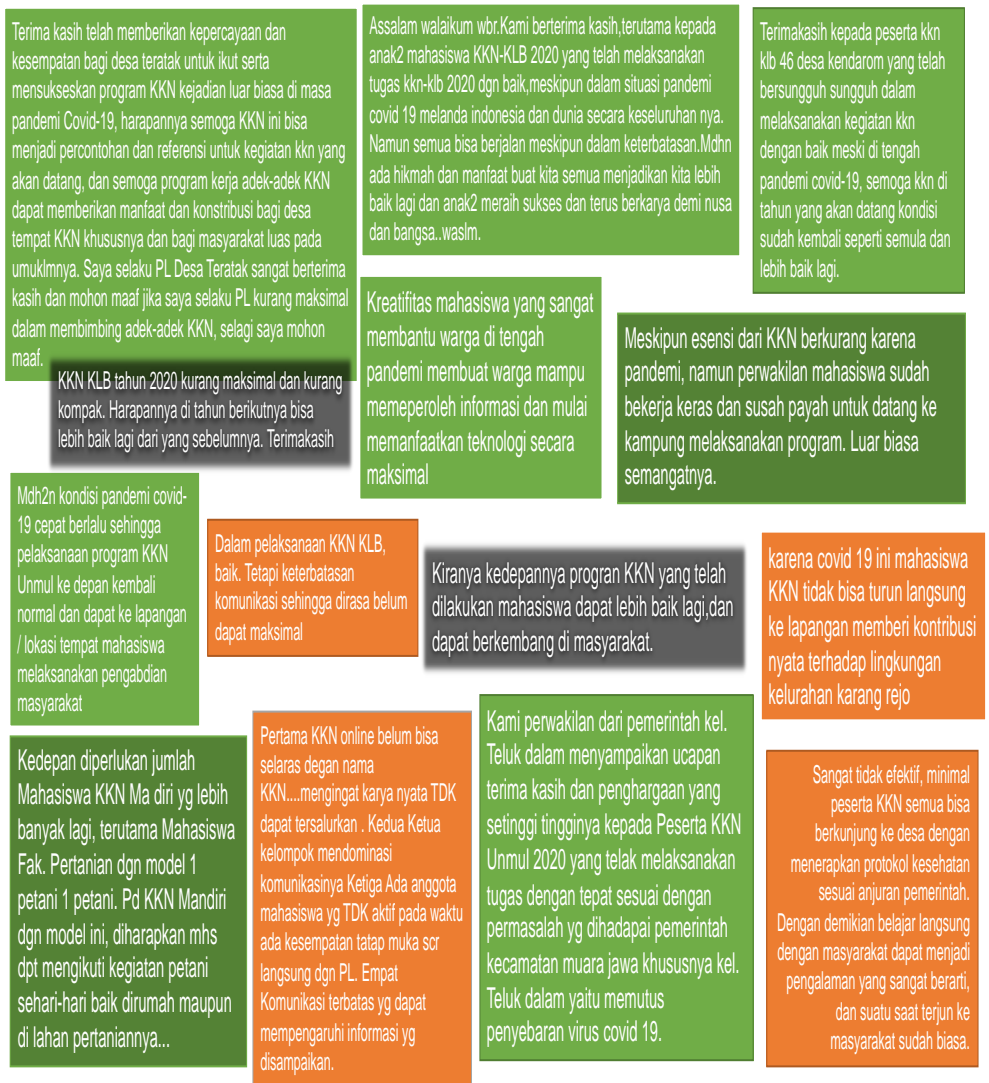 Terima kasih telah memberikan kepercayaan dan
kesempatan bagi desa teratak untuk ikut serta
mensukseskan program KKN kejadian luar biasa di masa
pandemi Covid-19, harapannya semoga KKN ini bisa
menjadi percontohan dan referensi untuk kegiatan kkn yang
akan datang, dan semoga program kerja adek-adek KKN
dapat memberikan manfaat dan konstribusi bagi desa
tempat KKN khususnya dan bagi masyarakat luas pada
umuklmnya. Saya selaku PL Desa Teratak sangat berterima
kasih dan mohon maaf jika saya selaku PL kurang maksimal
dalam membimbing adek-adek KKN, selagi saya mohon
maaf.
Assalam walaikum wbr.Kami berterima kasih,terutama kepada
anak2 mahasiswa KKN-KLB 2020 yang telah melaksanakan
tugas kkn-klb 2020 dgn baik,meskipun dalam situasi pandemi
covid 19 melanda indonesia dan dunia secara keseluruhan nya.
Namun semua bisa berjalan meskipun dalam keterbatasan.Mdhn
ada hikmah dan manfaat buat kita semua menjadikan kita lebih
baik lagi dan anak2 meraih sukses dan terus berkarya demi nusa
dan bangsa..waslm.
Terimakasih kepada peserta kkn
klb 46 desa kendarom yang telah
bersungguh sungguh dalam
melaksanakan kegiatan kkn
dengan baik meski di tengah
pandemi covid-19, semoga kkn di
tahun yang akan datang kondisi
sudah kembali seperti semula dan
lebih baik lagi.
KKN KLB tahun 2020 kurang maksimal dan kurang
kompak. Harapannya di tahun berikutnya bisa
lebih baik lagi dari yang sebelumnya. Terimakasih
Kreatifitas mahasiswa yang sangat
membantu warga di tengah
pandemi membuat warga mampu
memeperoleh informasi dan mulai
memanfaatkan teknologi secara
maksimal
Meskipun esensi dari KKN berkurang karena
pandemi, namun perwakilan mahasiswa sudah
bekerja keras dan susah payah untuk datang ke
kampung melaksanakan program. Luar biasa
semangatnya.
Mdh2n kondisi pandemi covid-
19 cepat berlalu sehingga
pelaksanaan program KKN
Unmul ke depan kembali
normal dan dapat ke lapangan
/ lokasi tempat mahasiswa
melaksanakan pengabdian
masyarakat
Dalam pelaksanaan KKN KLB,
baik. Tetapi keterbatasan
komunikasi sehingga dirasa belum
dapat maksimal
Kiranya kedepannya progran KKN yang telah
dilakukan mahasiswa dapat lebih baik lagi,dan
dapat berkembang di masyarakat.
karena covid 19 ini mahasiswa
KKN tidak bisa turun langsung
ke lapangan memberi kontribusi
nyata terhadap lingkungan
kelurahan karang rejo
Kedepan diperlukan jumlah
Mahasiswa KKN Ma diri yg lebih
banyak lagi, terutama Mahasiswa
Fak. Pertanian dgn model 1
petani 1 petani. Pd KKN Mandiri
dgn model ini, diharapkan mhs
dpt mengikuti kegiatan petani
sehari-hari baik dirumah maupun
di lahan pertaniannya...
Pertama KKN online belum bisa
selaras degan nama
KKN....mengingat karya nyata TDK
dapat tersalurkan . Kedua Ketua
kelompok mendominasi
komunikasinya Ketiga Ada anggota
mahasiswa yg TDK aktif pada waktu
ada kesempatan tatap muka scr
langsung dgn PL. Empat
Komunikasi terbatas yg dapat
mempengaruhi informasi yg
disampaikan.
Kami perwakilan dari pemerintah kel.
Teluk dalam menyampaikan ucapan
terima kasih dan penghargaan yang
setinggi tingginya kepada Peserta KKN
Unmul 2020 yang telak melaksanakan
tugas dengan tepat sesuai dengan
permasalah yg dihadapai pemerintah
kecamatan muara jawa khususnya kel.
Teluk dalam yaitu memutus
penyebaran virus covid 19.
Sangat tidak efektif, minimal
peserta KKN semua bisa
berkunjung ke desa dengan
menerapkan protokol kesehatan
sesuai anjuran pemerintah.
Dengan demikian belajar langsung
dengan masyarakat dapat menjadi
pengalaman yang sangat berarti,
dan suatu saat terjun ke
masyarakat sudah biasa.